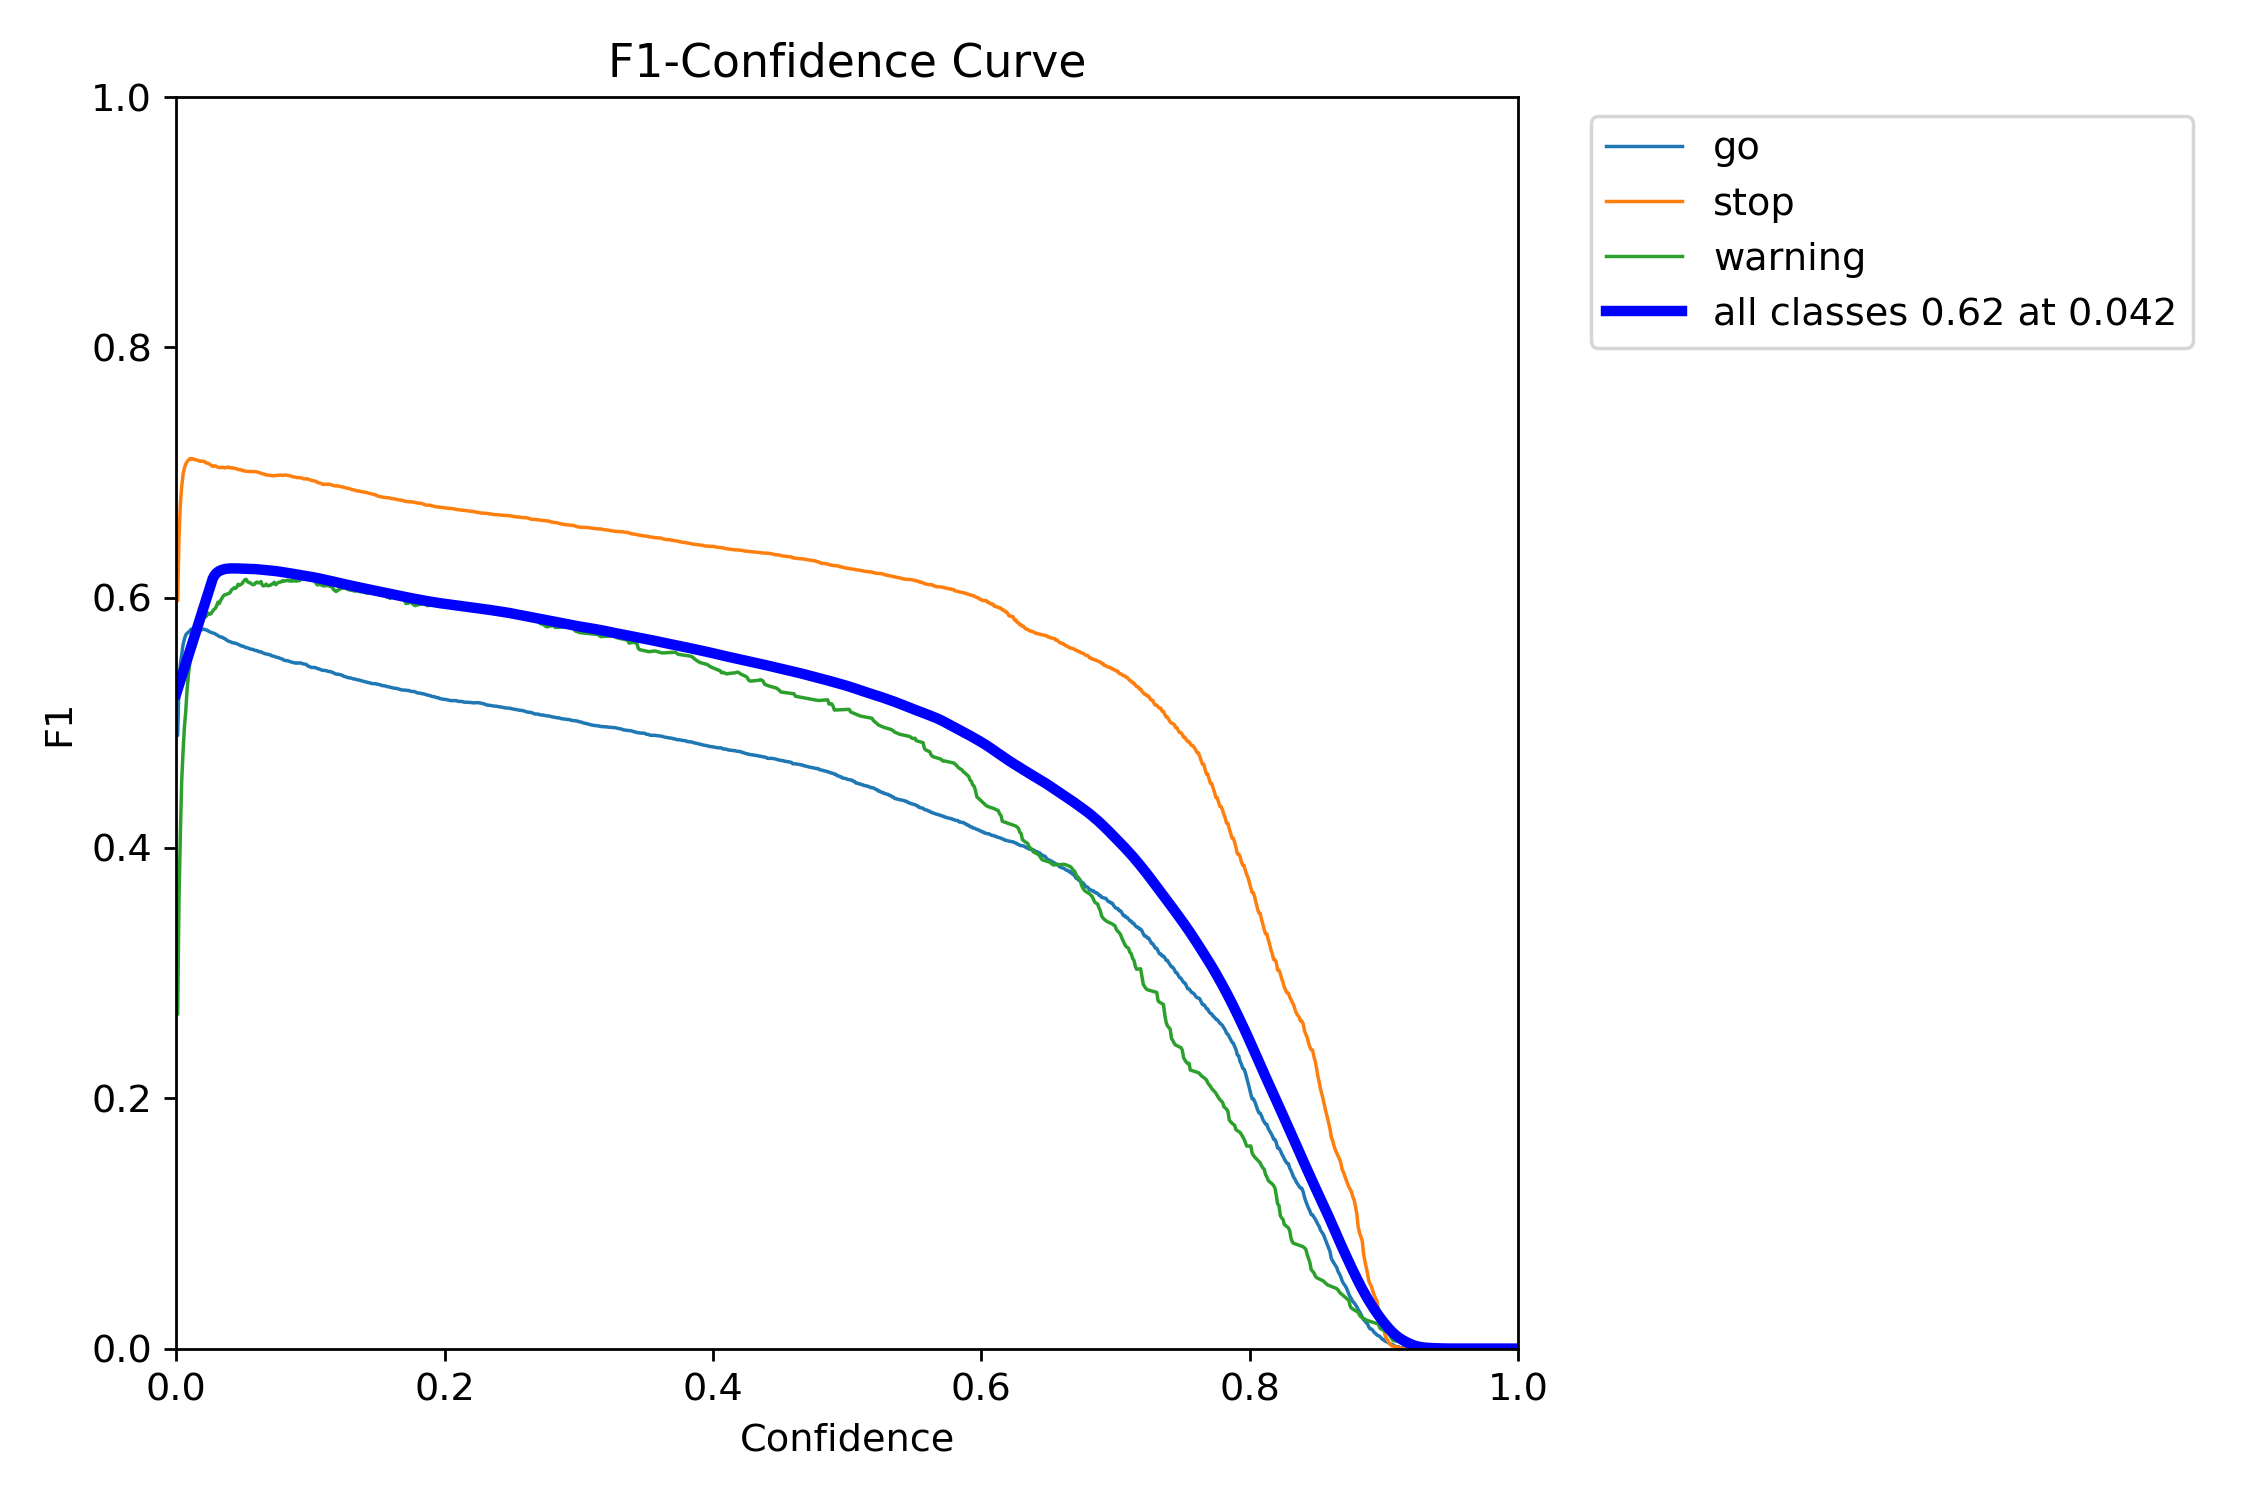 F1-Confidence Curve
1.0
0.8
0.6
0.4
0.2
0.0
F1
0.0 0.2 0.4 0.6 0.8 1.0
Confidence
go
stop
warning
all classes 0.62 at 0.042